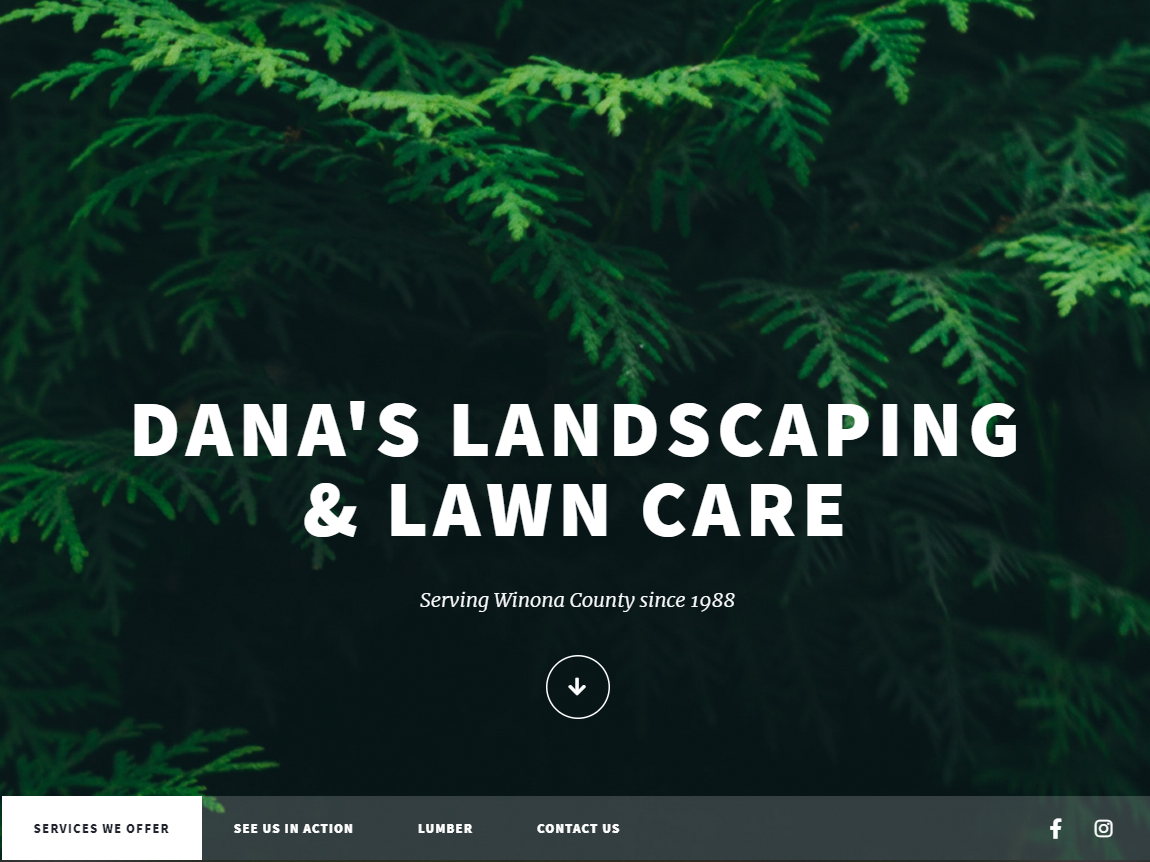 DANA'S LANDSCAPING
& LAWN CARE
Serving Winona County since 1988
SERVICES WE OFFER
SEE US IN ACTION
LUMBER
CONTACT US